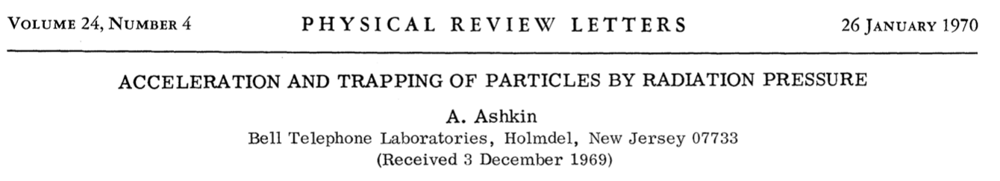 VOLUME 24, NUMBER 4 PHYSICAL REVIEW LETTERS 26 JANUARY 1970
ACCELERATION AND TRAPPING OF PARTICLES BY RADIATION PRESSURE
A. Ashkin
Bell Telephone Laboratories, Holmdel, New Jersey 07733
(Received 3 December 1969)